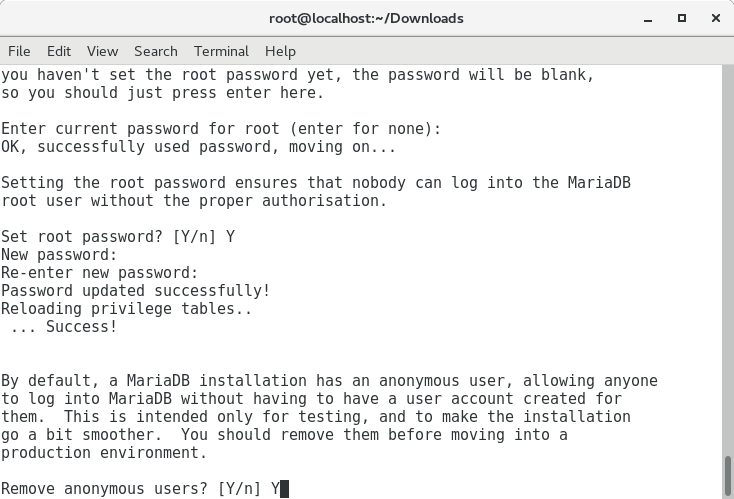 root@localhost:~/Downloads
File Edit View Search Terminal Help
you haven't set the root password yet, the password will be blank,
so you should just press enter here.
Enter current password for root (enter for none):
OK, successfully used password, moving on...
Setting the root password ensures that nobody can log into the MariaDB
root user without the proper authorisation.
Set root password? [Y/n] Y
New password:
Re-enter new password:
Password updated successfully!
Reloading privilege tables..
 ... Success!
By default, a MariaDB installation has an anonymous user, allowing anyone
to log into MariaDB without having to have a user account created for
them.  This is intended only for testing, and to make the installation
go a bit smoother.  You should remove them before moving into a
production environment.
Remove anonymous users? [Y/n] Y